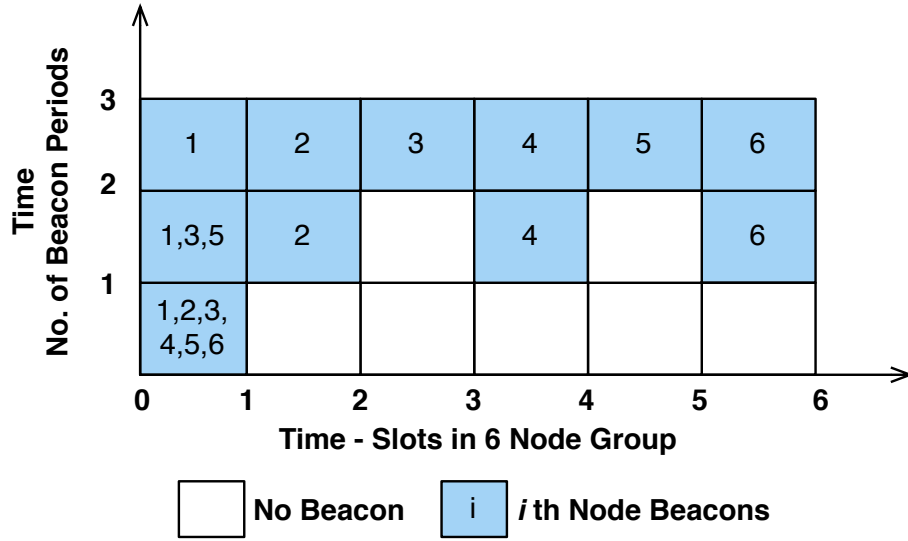 Time
No. of Beacon Periods
3
1 2 3 4 5 6
2
1,3,5 2 4 6
1
1,2,3,
4,5,6
0 1 2 3 4 5 6
Time - Slots in 6 Node Group
No Beacon
i i th Node Beacons